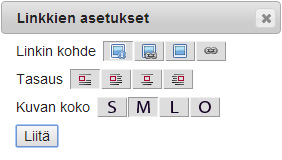 Linkkien asetukset
Linkin kohde
Tasaus
Kuvan koko S M L O
Liitä